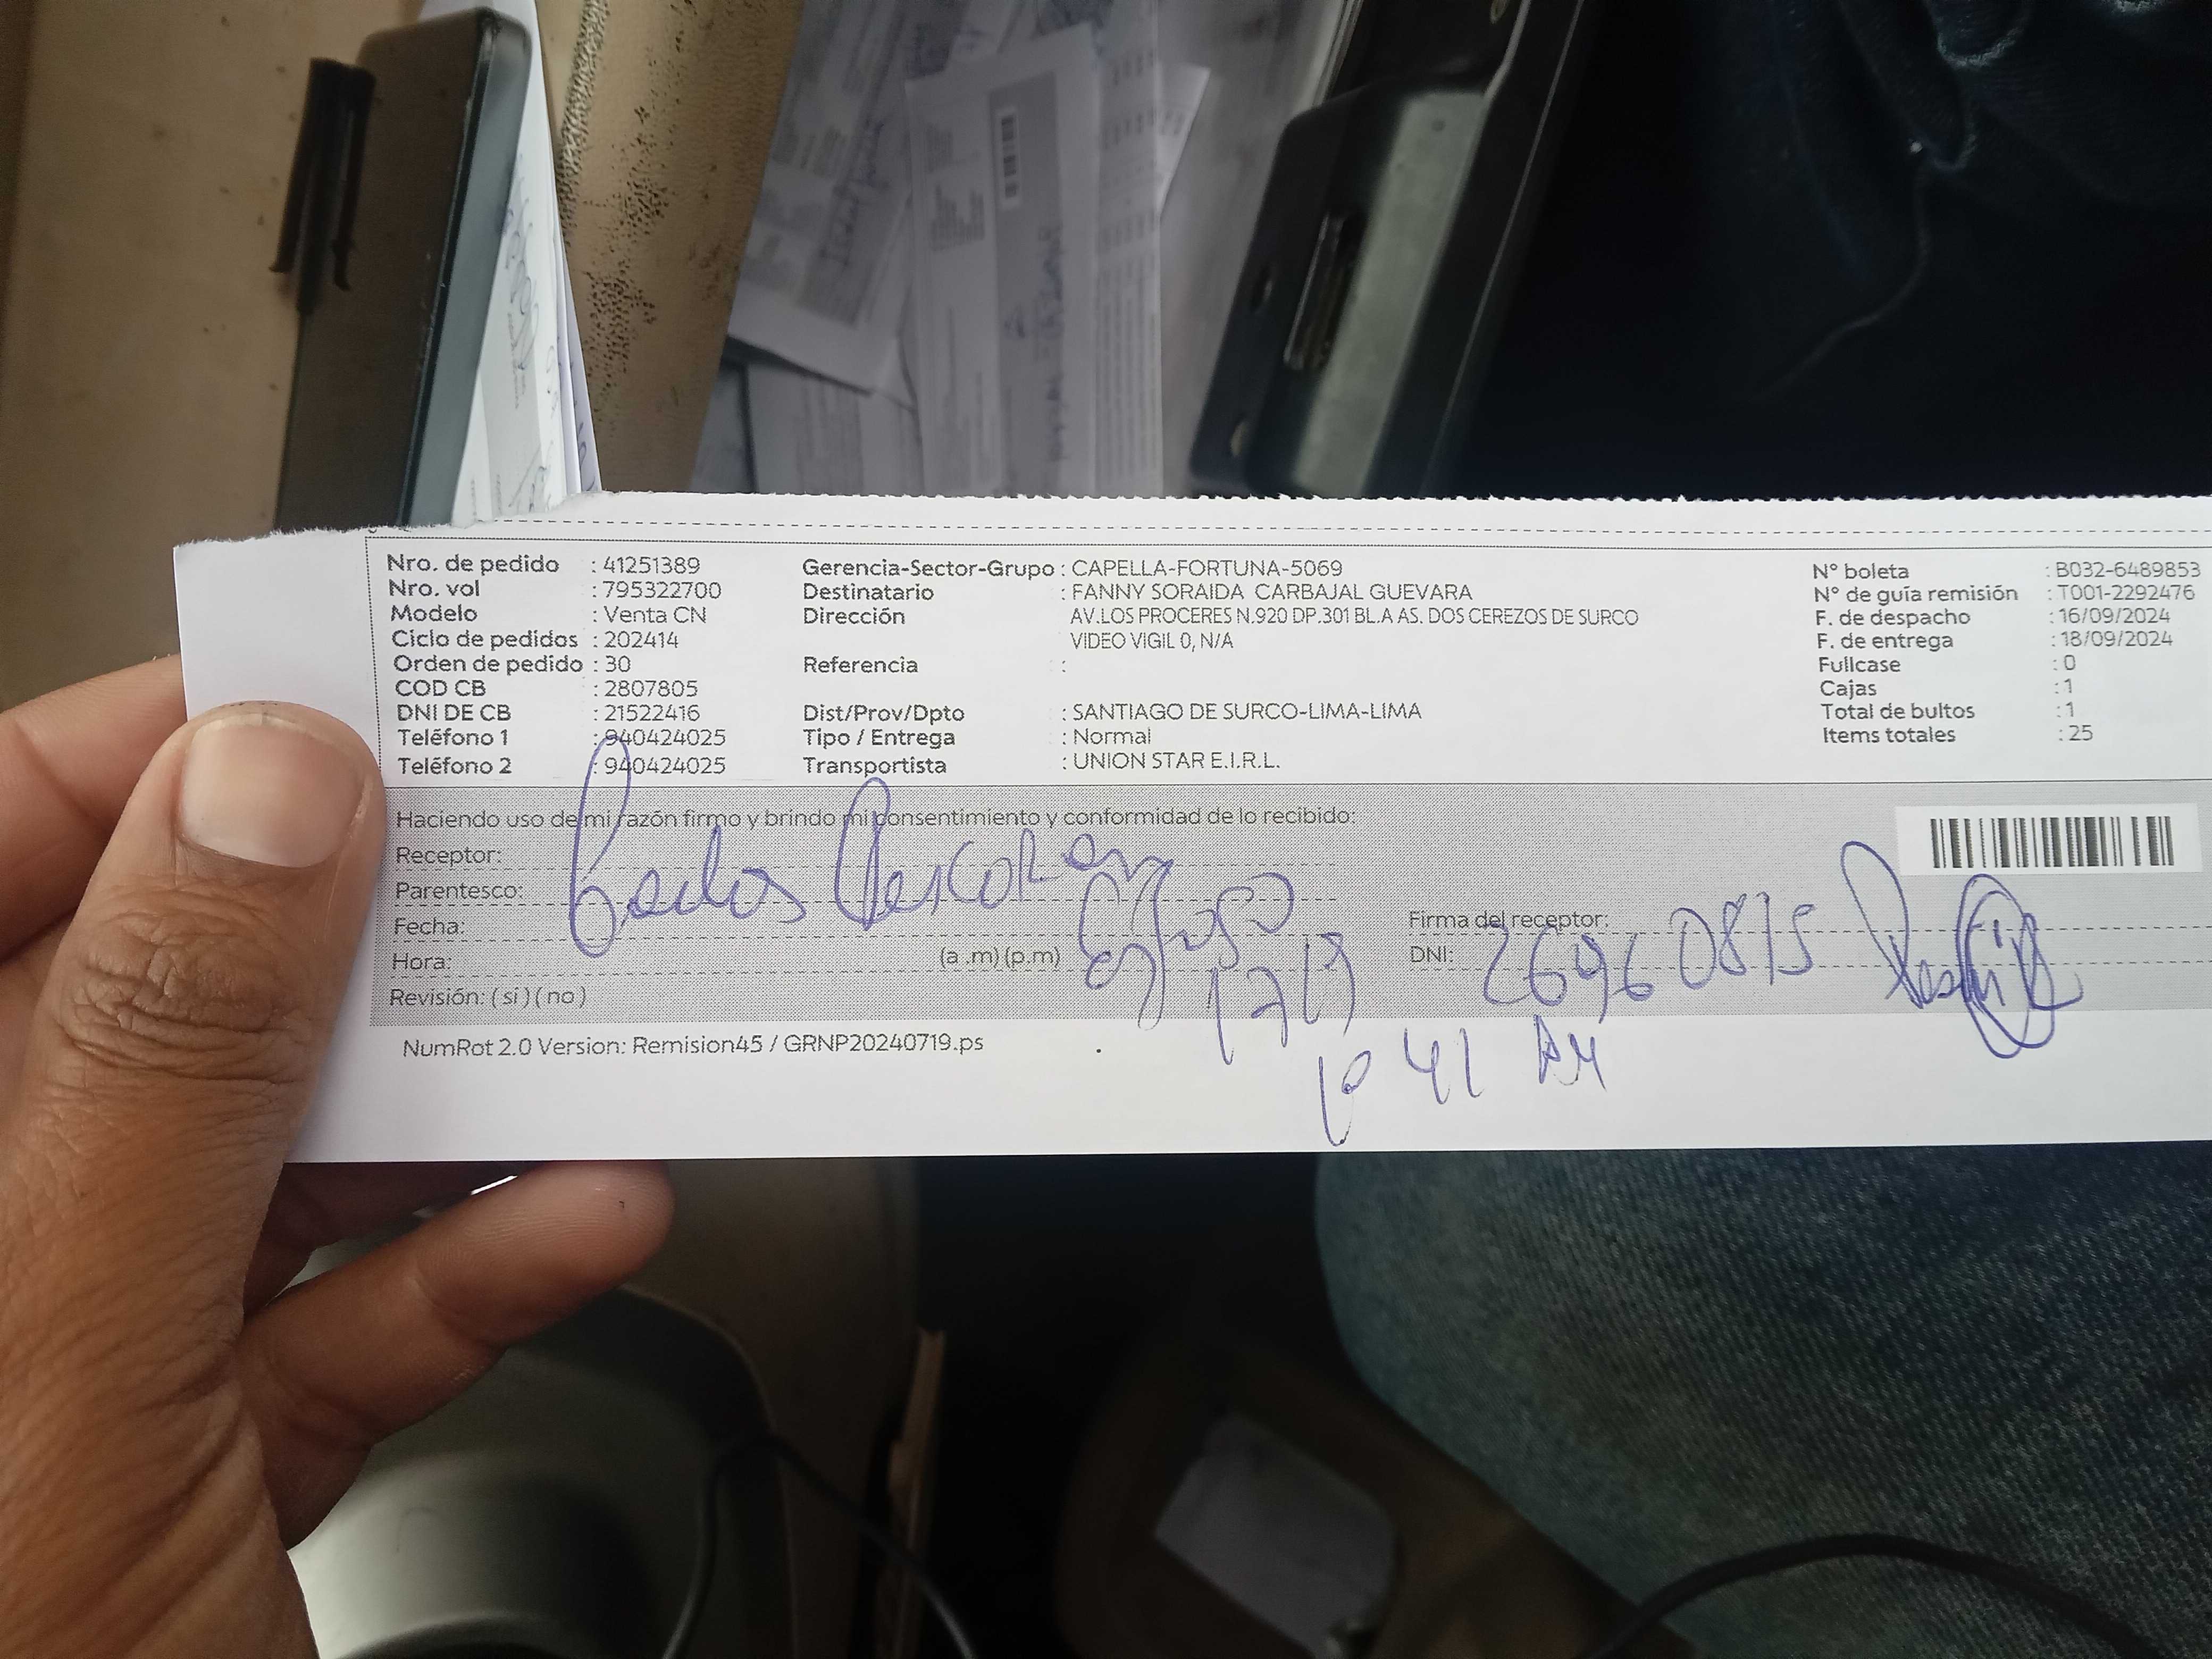 Nro. de pedido : 41251389
Nro. vol : 795322700
Modelo : Venta CN
Ciclo de pedidos : 202414
Orden de pedido : 30
COD CB : 2807805
DNI DE CB : 21522416
Teléfono 1 : 940424025
Teléfono 2 : 940424025
Gerencia-Sector-Grupo : CAPELLA-FORTUNA-5069
Destinatario : FANNY SORAIDA CARBAJAL GUEVARA
Dirección AV.LOS PROCERES N.920 DP.301 BL.A AS. DOS CEREZOS DE SURCO
VIDEO VIGIL 0, N/A
Referencia :
Dist/Prov/Dpto : SANTIAGO DE SURCO-LIMA-LIMA
Tipo / Entrega : Normal
Transportista : UNION STAR E.I.R.L.
N° boleta : B032-6489853
N° de guía remisión : T001-2292476
F. de despacho : 16/09/2024
F. de entrega : 18/09/2024
Fullcase : 0
Cajas : 1
Total de bultos : 1
Items totales : 25
Haciendo uso de mi razón firmo y brindo mi consentimiento y conformidad de lo recibido:
Receptor:
Parentesco:
Fecha:
Hora: (a .m) (p.m)
Revisión: ( si ) ( no )
Firma del receptor:
DNI: 26960815
10 41 AM
NumRot 2.0 Version: Remision45 / GRNP20240719.ps